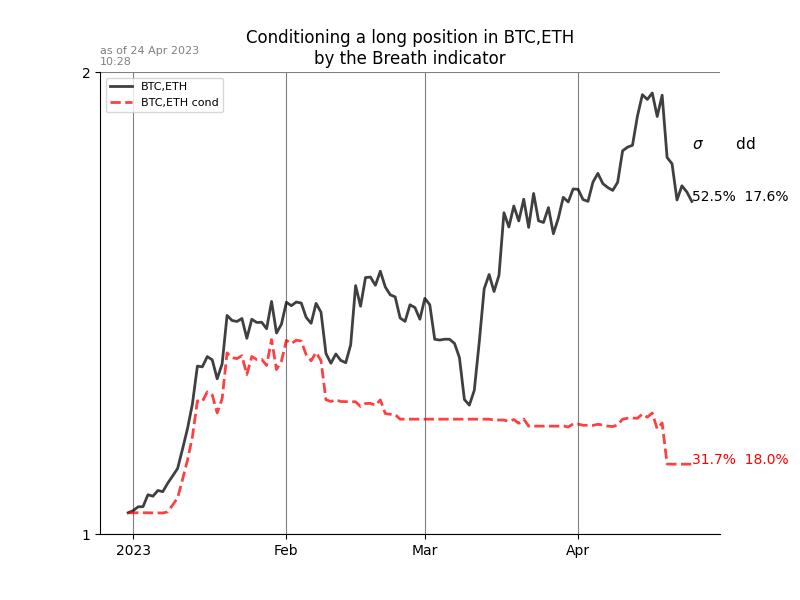 Conditioning a long position in BTC,ETH
by the Breath indicator
as of 24 Apr 2023
10:28
2
BTC,ETH
BTC,ETH cond
σ dd
52.5% 17.6%
31.7% 18.0%
1
2023 Feb Mar Apr